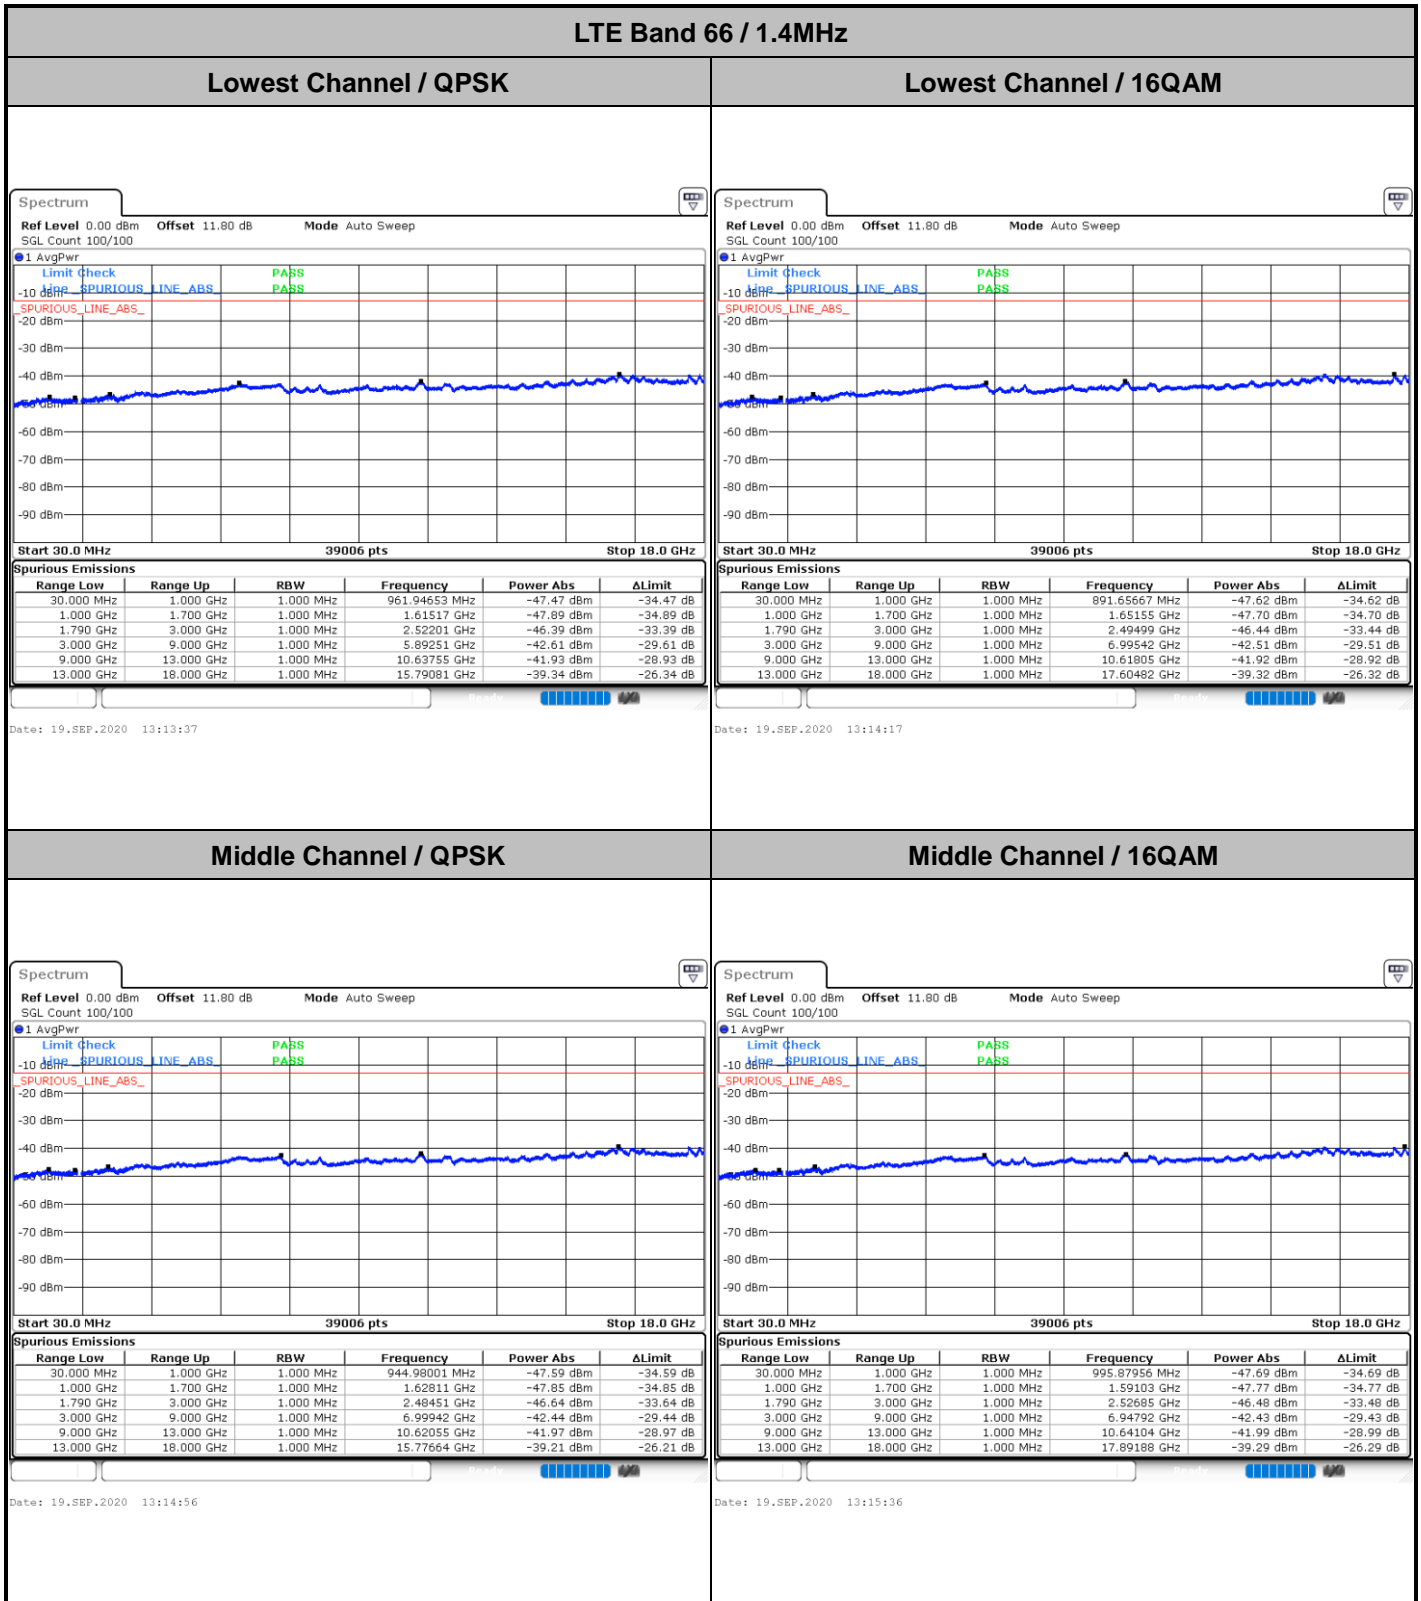 LTE Band 66 / 1.4MHz
Lowest Channel / QPSK
Lowest Channel / 16QAM
Spectrum
Ref Level 0.00 dBm Offset 11.80 dB Mode Auto Sweep
SGL Count 100/100
1 AvgPwr
Limit Check PASS
Line _SPURIOUS_LINE_ABS_ PASS
-10 dBm
_SPURIOUS_LINE_ABS_
-20 dBm
-30 dBm
-40 dBm
-50 dBm
-60 dBm
-70 dBm
-80 dBm
-90 dBm
Start 30.0 MHz 39006 pts Stop 18.0 GHz
Spurious Emissions
Range Low Range Up RBW Frequency Power Abs ΔLimit
30.000 MHz 1.000 GHz 1.000 MHz 961.94653 MHz -47.47 dBm -34.47 dB
1.000 GHz 1.700 GHz 1.000 MHz 1.61517 GHz -47.89 dBm -34.89 dB
1.790 GHz 3.000 GHz 1.000 MHz 2.52201 GHz -46.39 dBm -33.39 dB
3.000 GHz 9.000 GHz 1.000 MHz 5.89251 GHz -42.61 dBm -29.61 dB
9.000 GHz 13.000 GHz 1.000 MHz 10.63755 GHz -41.93 dBm -28.93 dB
13.000 GHz 18.000 GHz 1.000 MHz 15.79081 GHz -39.34 dBm -26.34 dB
Ready
Date: 19.SEP.2020 13:13:37
Spectrum
Ref Level 0.00 dBm Offset 11.80 dB Mode Auto Sweep
SGL Count 100/100
1 AvgPwr
Limit Check PASS
Line _SPURIOUS_LINE_ABS_ PASS
-10 dBm
_SPURIOUS_LINE_ABS_
-20 dBm
-30 dBm
-40 dBm
-50 dBm
-60 dBm
-70 dBm
-80 dBm
-90 dBm
Start 30.0 MHz 39006 pts Stop 18.0 GHz
Spurious Emissions
Range Low Range Up RBW Frequency Power Abs ΔLimit
30.000 MHz 1.000 GHz 1.000 MHz 891.65667 MHz -47.62 dBm -34.62 dB
1.000 GHz 1.700 GHz 1.000 MHz 1.65155 GHz -47.70 dBm -34.70 dB
1.790 GHz 3.000 GHz 1.000 MHz 2.49499 GHz -46.44 dBm -33.44 dB
3.000 GHz 9.000 GHz 1.000 MHz 6.99542 GHz -42.51 dBm -29.51 dB
9.000 GHz 13.000 GHz 1.000 MHz 10.61805 GHz -41.92 dBm -28.92 dB
13.000 GHz 18.000 GHz 1.000 MHz 17.60482 GHz -39.32 dBm -26.32 dB
Ready
Date: 19.SEP.2020 13:14:17
Middle Channel / QPSK
Middle Channel / 16QAM
Spectrum
Ref Level 0.00 dBm Offset 11.80 dB Mode Auto Sweep
SGL Count 100/100
1 AvgPwr
Limit Check PASS
Line _SPURIOUS_LINE_ABS_ PASS
-10 dBm
_SPURIOUS_LINE_ABS_
-20 dBm
-30 dBm
-40 dBm
-50 dBm
-60 dBm
-70 dBm
-80 dBm
-90 dBm
Start 30.0 MHz 39006 pts Stop 18.0 GHz
Spurious Emissions
Range Low Range Up RBW Frequency Power Abs ΔLimit
30.000 MHz 1.000 GHz 1.000 MHz 944.98001 MHz -47.59 dBm -34.59 dB
1.000 GHz 1.700 GHz 1.000 MHz 1.62811 GHz -47.85 dBm -34.85 dB
1.790 GHz 3.000 GHz 1.000 MHz 2.48451 GHz -46.64 dBm -33.64 dB
3.000 GHz 9.000 GHz 1.000 MHz 6.99942 GHz -42.44 dBm -29.44 dB
9.000 GHz 13.000 GHz 1.000 MHz 10.62055 GHz -41.97 dBm -28.97 dB
13.000 GHz 18.000 GHz 1.000 MHz 15.77664 GHz -39.21 dBm -26.21 dB
Ready
Date: 19.SEP.2020 13:14:56
Spectrum
Ref Level 0.00 dBm Offset 11.80 dB Mode Auto Sweep
SGL Count 100/100
1 AvgPwr
Limit Check PASS
Line _SPURIOUS_LINE_ABS_ PASS
-10 dBm
_SPURIOUS_LINE_ABS_
-20 dBm
-30 dBm
-40 dBm
-50 dBm
-60 dBm
-70 dBm
-80 dBm
-90 dBm
Start 30.0 MHz 39006 pts Stop 18.0 GHz
Spurious Emissions
Range Low Range Up RBW Frequency Power Abs ΔLimit
30.000 MHz 1.000 GHz 1.000 MHz 995.87956 MHz -47.69 dBm -34.69 dB
1.000 GHz 1.700 GHz 1.000 MHz 1.59103 GHz -47.77 dBm -34.77 dB
1.790 GHz 3.000 GHz 1.000 MHz 2.52685 GHz -46.48 dBm -33.48 dB
3.000 GHz 9.000 GHz 1.000 MHz 6.94792 GHz -42.43 dBm -29.43 dB
9.000 GHz 13.000 GHz 1.000 MHz 10.64104 GHz -41.99 dBm -28.99 dB
13.000 GHz 18.000 GHz 1.000 MHz 17.89188 GHz -39.29 dBm -26.29 dB
Ready
Date: 19.SEP.2020 13:15:36